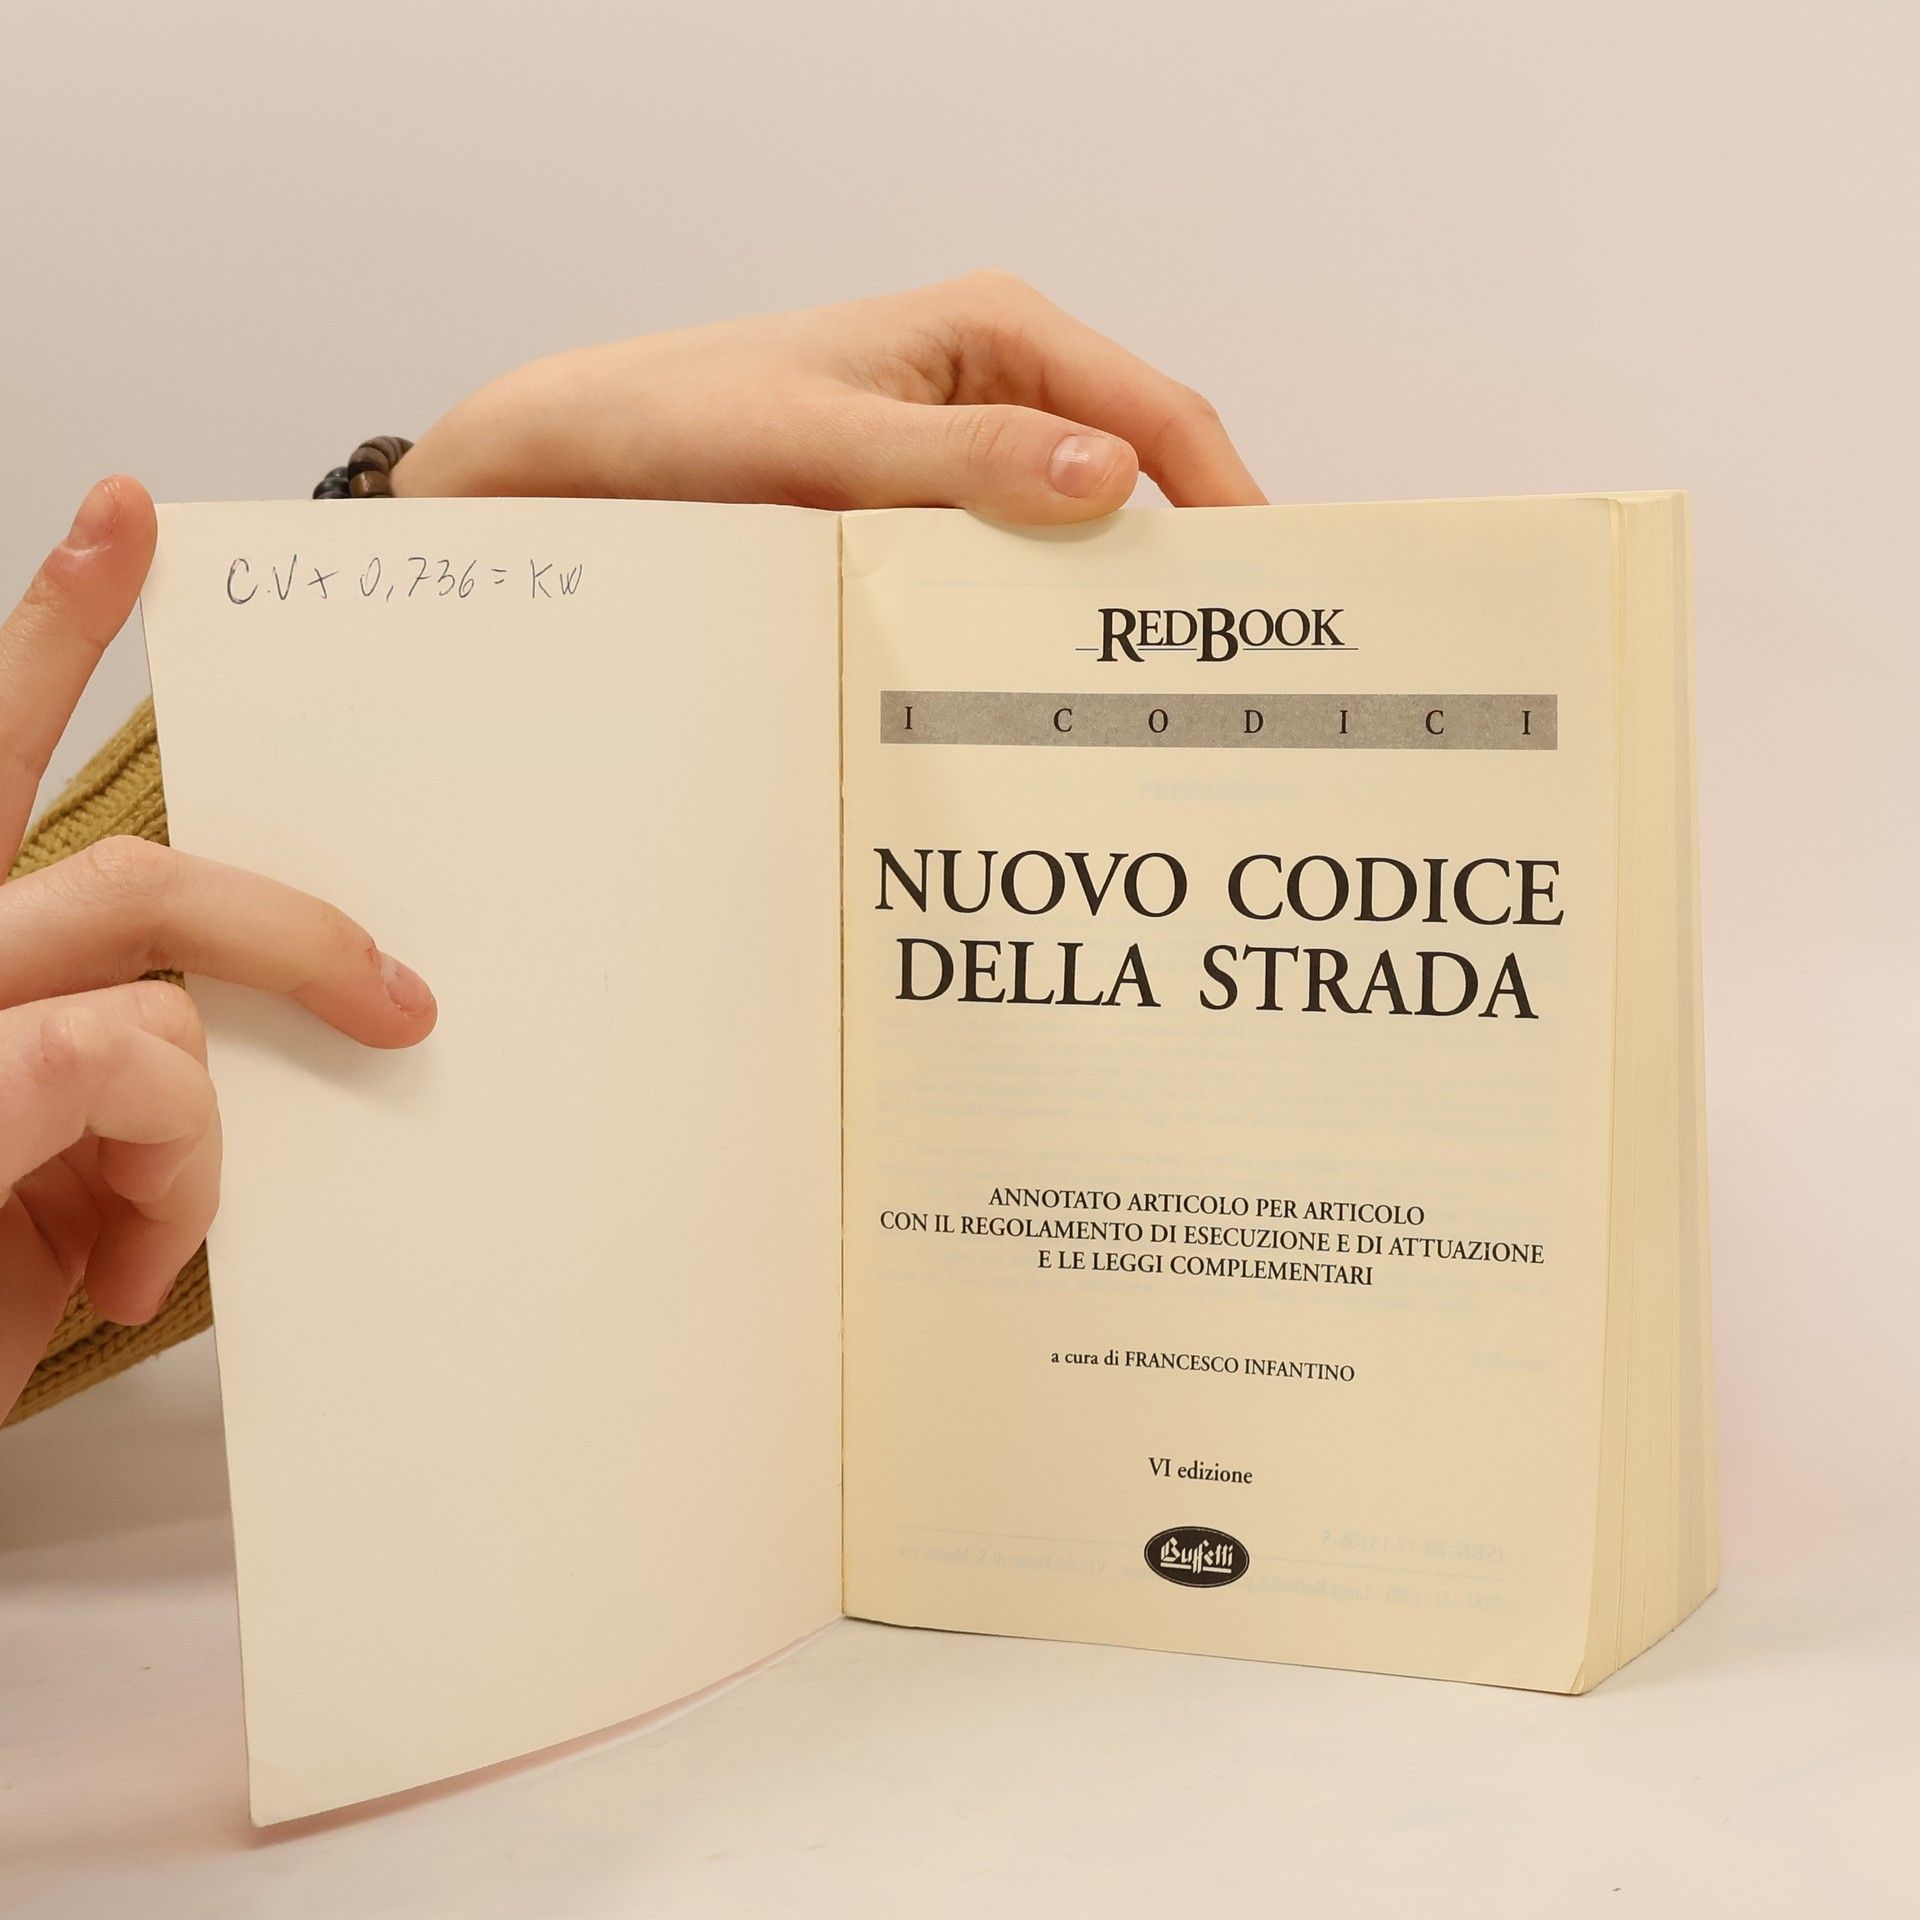 C.V x 0,736 = KW
REDBOOK
I CODICI
NUOVO CODICE
DELLA STRADA
ANNOTATO ARTICOLO PER ARTICOLO
CON IL REGOLAMENTO DI ESECUZIONE E DI ATTUAZIONE
E LE LEGGI COMPLEMENTARI
a cura di FRANCESCO INFANTINO
VI edizione
Buffetti